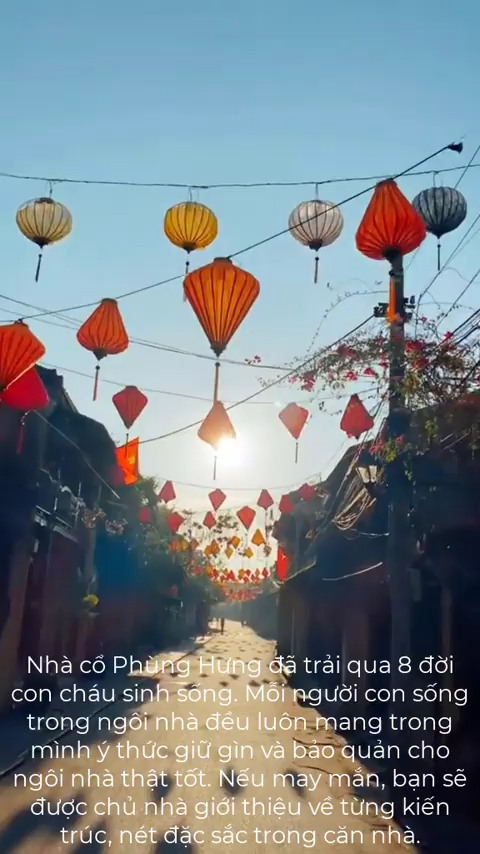 Nhà cổ Phùng Hưng đã trải qua 8 đời
con cháu sinh sống. Mỗi người con sống
trong ngôi nhà đều luôn mang trong
mình ý thức giữ gìn và bảo quản cho
ngôi nhà thật tốt. Nếu may mắn, bạn sẽ
được chủ nhà giới thiệu về từng kiến
trúc, nét đặc sắc trong căn nhà.